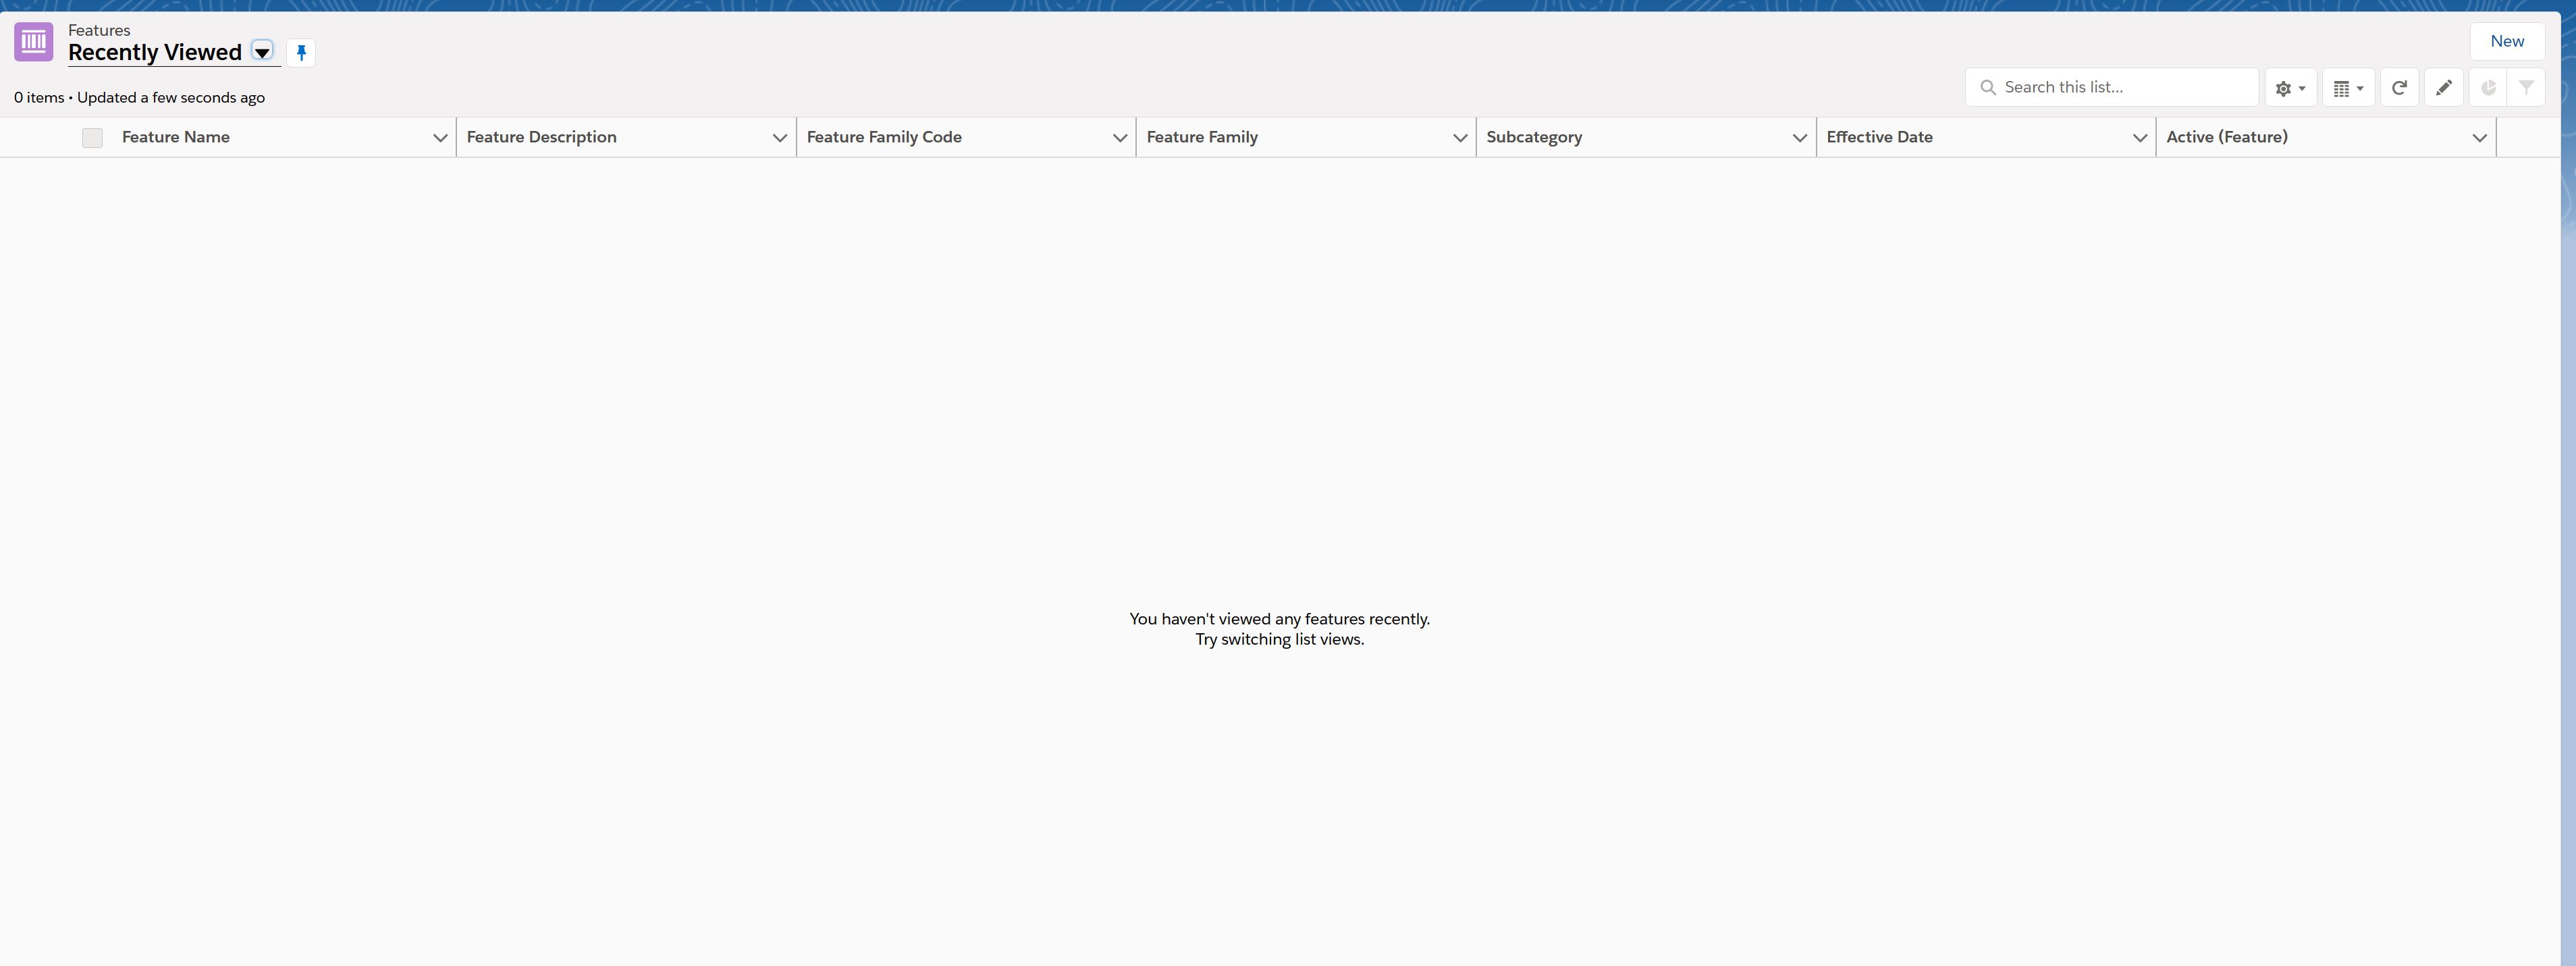 Features
Recently Viewed
New
0 items • Updated a few seconds ago
Search this list...
Feature Name
Feature Description
Feature Family Code
Feature Family
Subcategory
Effective Date
Active (Feature)
You haven't viewed any features recently.
Try switching list views.